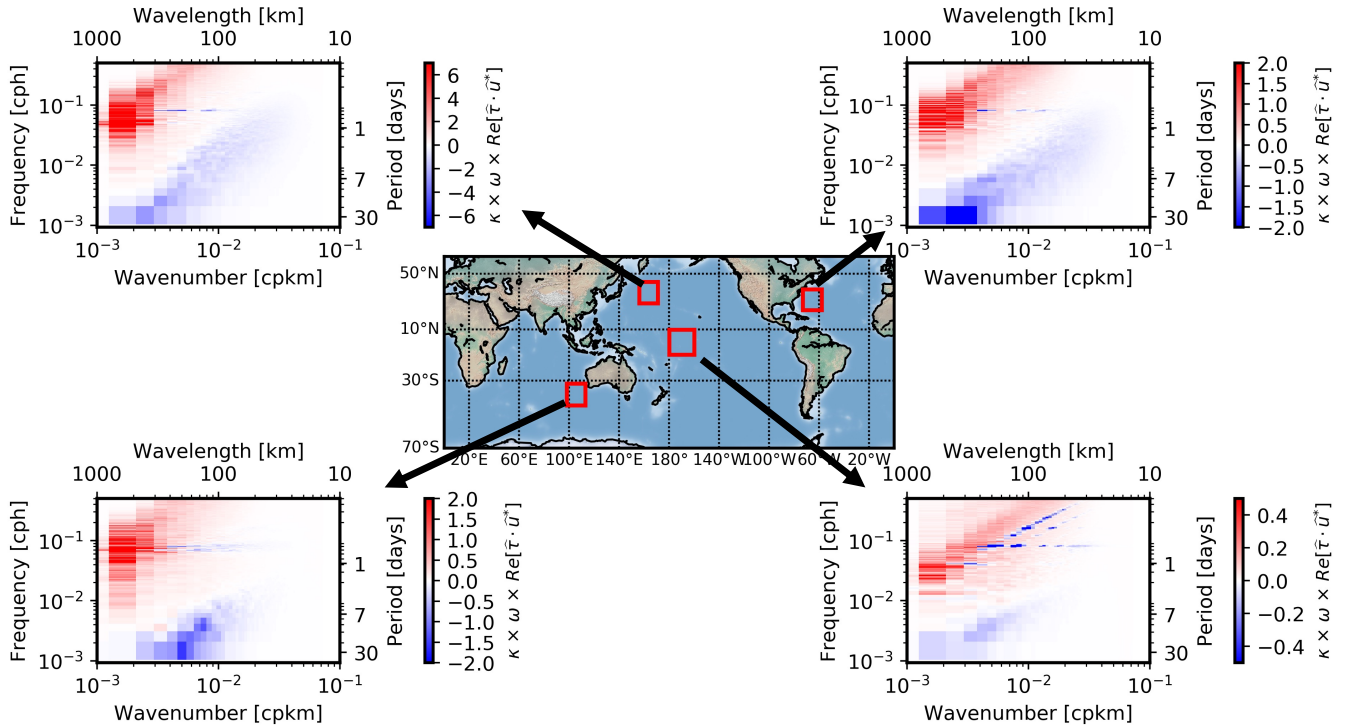 Wavelength [km]
1000 100 10
Frequency [cph]
10⁻¹
10⁻²
10⁻³
1
7
30
Period [days]
10⁻³ 10⁻² 10⁻¹
Wavenumber [cpkm]
6
4
2
0
−2
−4
−6
κ × ω × Re[τ̂ · û*]
Wavelength [km]
1000 100 10
Frequency [cph]
10⁻¹
10⁻²
10⁻³
1
7
30
Period [days]
10⁻³ 10⁻² 10⁻¹
Wavenumber [cpkm]
2.0
1.5
1.0
0.5
0.0
−0.5
−1.0
−1.5
−2.0
κ × ω × Re[τ̂ · û*]
50°N
10°N
30°S
70°S
20°E 60°E 100°E 140°E 180° 140°W 100°W 60°W 20°W
Wavelength [km]
1000 100 10
Frequency [cph]
10⁻¹
10⁻²
10⁻³
1
7
30
Period [days]
10⁻³ 10⁻² 10⁻¹
Wavenumber [cpkm]
2.0
1.5
1.0
0.5
0.0
−0.5
−1.0
−1.5
−2.0
κ × ω × Re[τ̂ · û*]
Wavelength [km]
1000 100 10
Frequency [cph]
10⁻¹
10⁻²
10⁻³
1
7
30
Period [days]
10⁻³ 10⁻² 10⁻¹
Wavenumber [cpkm]
0.4
0.2
0.0
−0.2
−0.4
κ × ω × Re[τ̂ · û*]